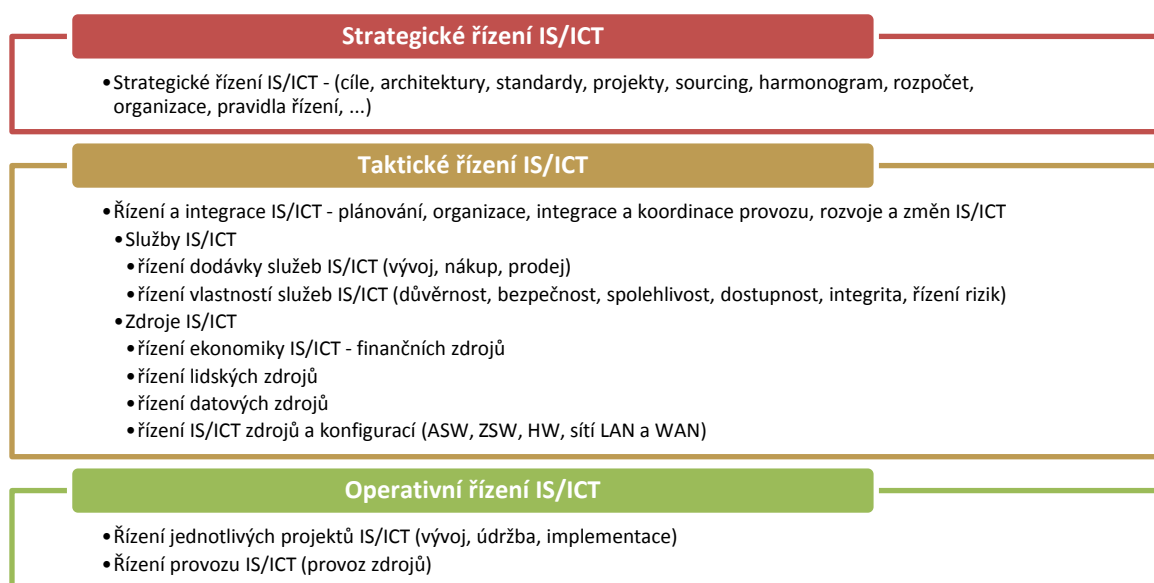 Strategické řízení IS/ICT
•Strategické řízení IS/ICT - (cíle, architektury, standardy, projekty, sourcing, harmonogram, rozpočet,
organizace, pravidla řízení, ...)
Taktické řízení IS/ICT
•Řízení a integrace IS/ICT - plánování, organizace, integrace a koordinace provozu, rozvoje a změn IS/ICT
•Služby IS/ICT
•řízení dodávky služeb IS/ICT (vývoj, nákup, prodej)
•řízení vlastností služeb IS/ICT (důvěrnost, bezpečnost, spolehlivost, dostupnost, integrita, řízení rizik)
•Zdroje IS/ICT
•řízení ekonomiky IS/ICT - finančních zdrojů
•řízení lidských zdrojů
•řízení datových zdrojů
•řízení IS/ICT zdrojů a konfigurací (ASW, ZSW, HW, sítí LAN a WAN)
Operativní řízení IS/ICT
•Řízení jednotlivých projektů IS/ICT (vývoj, údržba, implementace)
•Řízení provozu IS/ICT (provoz zdrojů)